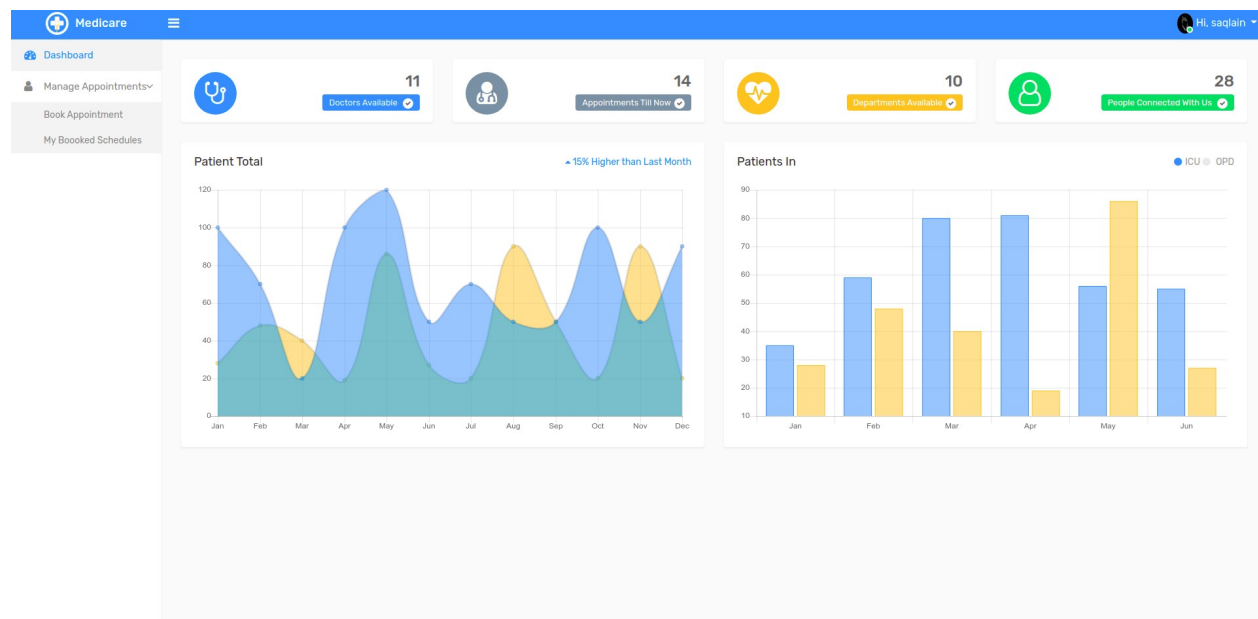 Medicare
Hi, saqlain
Dashboard
Manage Appointments
Book Appointment
My Boooked Schedules
11
Doctors Available
14
Appointments Till Now
10
Departments Available
28
People Connected With Us
Patient Total
15% Higher than Last Month
120
100
80
60
40
20
0
Jan Feb Mar Apr May Jun Jul Aug Sep Oct Nov Dec
Patients In
ICU OPD
90
80
70
60
50
40
30
20
10
Jan Feb Mar Apr May Jun